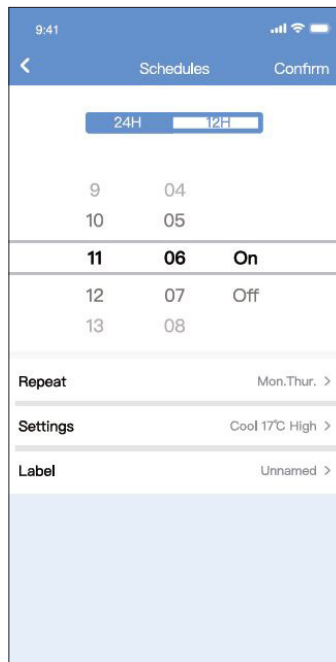 9:41
Schedules Confirm
24H 12H
9 04
10 05
11 06 On
12 07 Off
13 08
Repeat Mon.Thur. >
Settings Cool 17℃ High >
Label Unnamed >